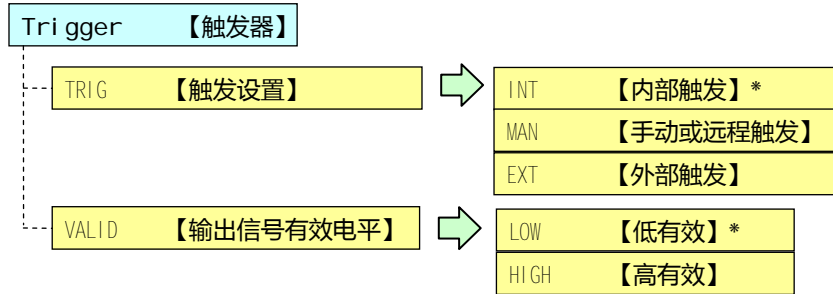 Trigger 【触发器】
TRIG 【触发设置】
INT 【内部触发】*
MAN 【手动或远程触发】
EXT 【外部触发】
VALID 【输出信号有效电平】
LOW 【低有效】*
HIGH 【高有效】